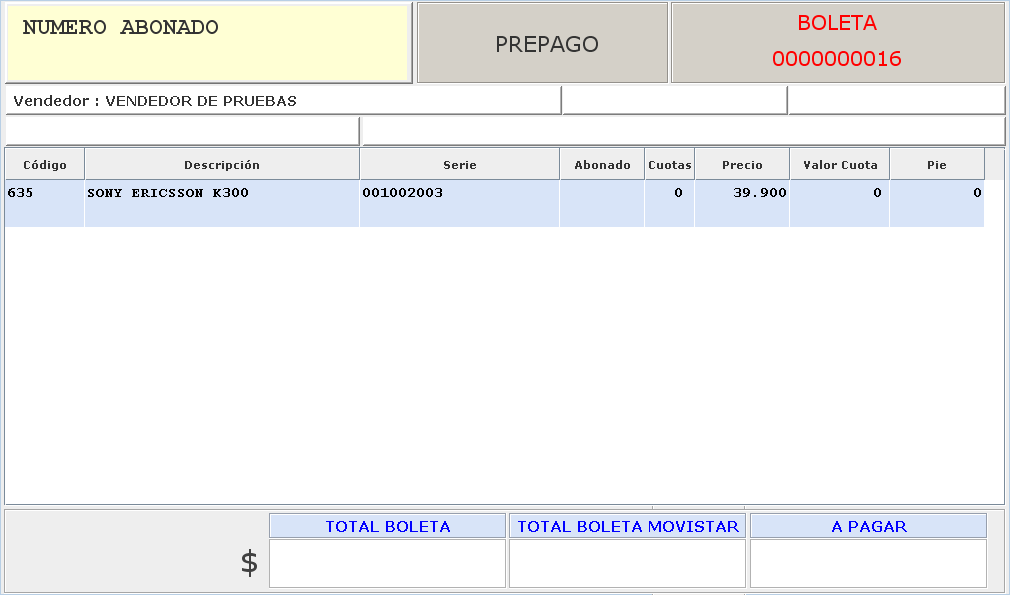 NUMERO ABONADO
PREPAGO
BOLETA
0000000016
Vendedor : VENDEDOR DE PRUEBAS
Código Descripción Serie Abonado Cuotas Precio Valor Cuota Pie
635 SONY ERICSSON K300 001002003 0 39.900 0 0
TOTAL BOLETA TOTAL BOLETA MOVISTAR A PAGAR
$